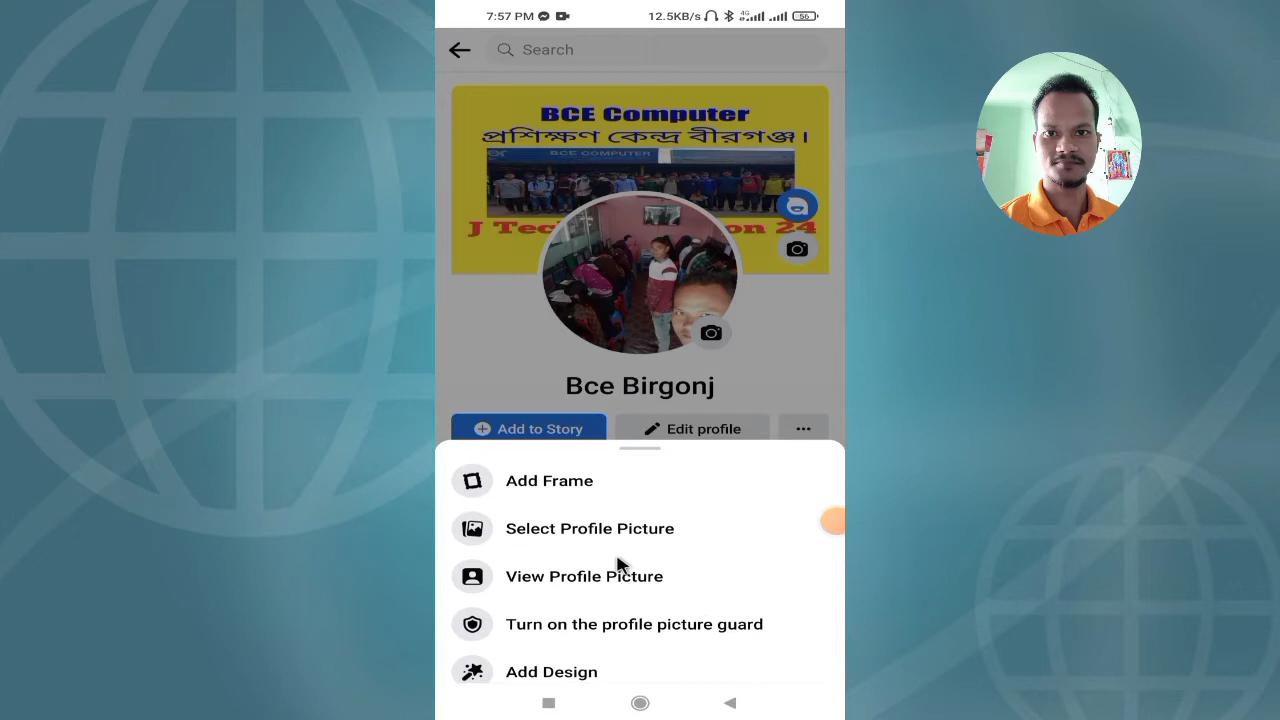 7:57 PM 12.5KB/s 4G 56
Search
BCE Computer
প্রশিক্ষণ কেন্দ্র বীরগঞ্জ।
BCE COMPUTER
J Tec on 24
Bce Birgonj
Add to Story Edit profile
Add Frame
Select Profile Picture
View Profile Picture
Turn on the profile picture guard
Add Design